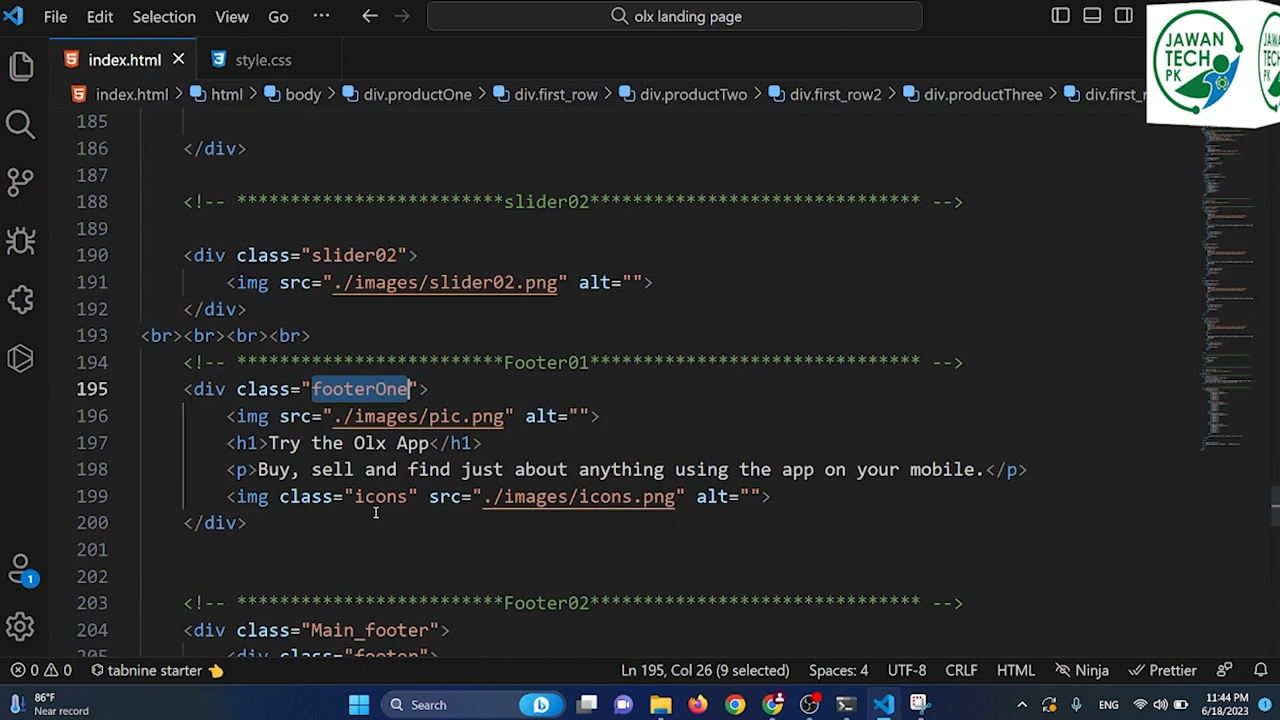 File Edit Selection View Go ··· olx landing page
JAWAN
TECH
PK
index.html style.css
index.html > html > body > div.productOne > div.first_row > div.productTwo > div.first_row2 > div.productThree > div.first_r
185
186 </div>
187
188 <!-- *************************Slider02**************************** -->
189
190 <div class="slider02">
191 <img src="./images/slider02.png" alt="">
192 </div>
193 <br><br><br><br>
194 <!-- *************************Footer01**************************** -->
195 <div class="footerOne">
196 <img src="./images/pic.png" alt="">
197 <h1>Try the Olx App</h1>
198 <p>Buy, sell and find just about anything using the app on your mobile.</p>
199 <img class="icons" src="./images/icons.png" alt="">
200 </div>
201
202
203 <!-- *************************Footer02**************************** -->
204 <div class="Main_footer">
205 <div class="footer">
1
0 0 tabnine starter 👈 Ln 195, Col 26 (9 selected) Spaces: 4 UTF-8 CRLF HTML Ninja Prettier
86°F
Near record
Search
ENG
11:44 PM
6/18/2023
1